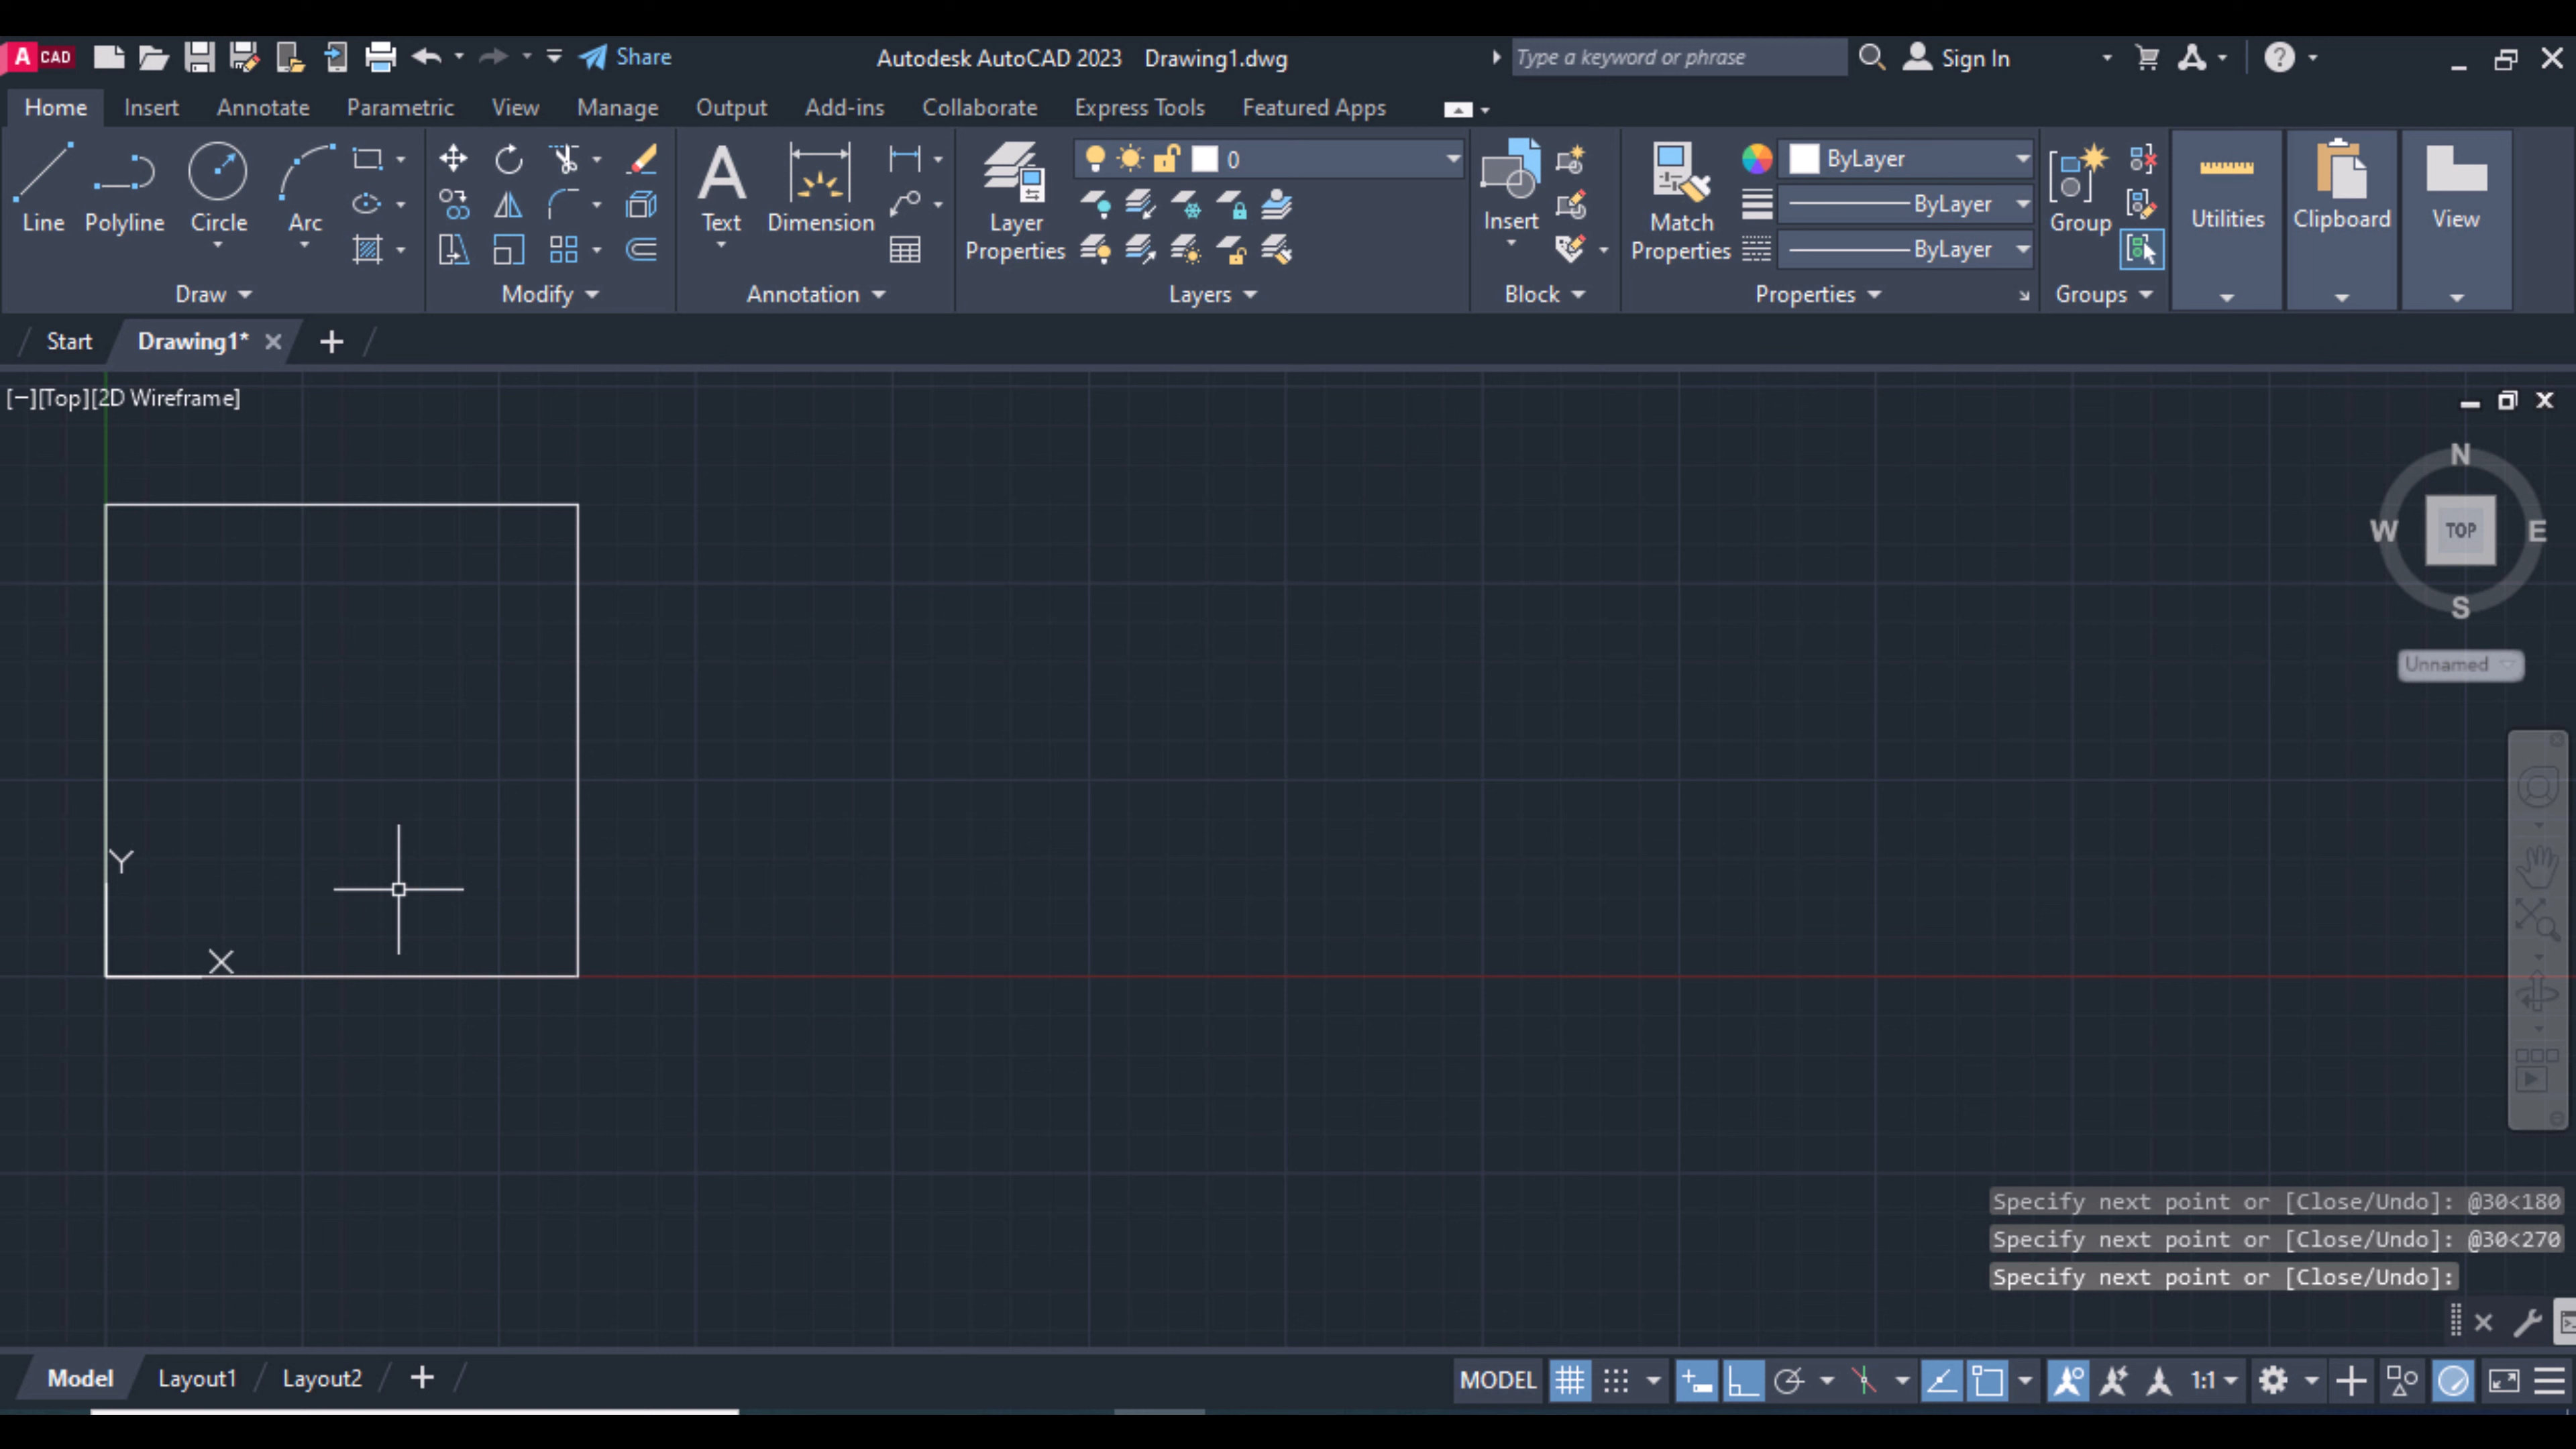 A CAD Share Autodesk AutoCAD 2023 Drawing1.dwg Type a keyword or phrase Sign In
Home Insert Annotate Parametric View Manage Output Add-ins Collaborate Express Tools Featured Apps
0 ByLayer
Line Polyline Circle Arc Text Dimension Layer Properties Insert Match Properties ByLayer Group Utilities Clipboard View
ByLayer
Draw Modify Annotation Layers Block Properties Groups
Start Drawing1*
[−][Top][2D Wireframe]
N
W TOP E
S
Unnamed
Y
X
Specify next point or [Close/Undo]: @30<180
Specify next point or [Close/Undo]: @30<270
Specify next point or [Close/Undo]:
Model Layout1 Layout2 MODEL 1:1